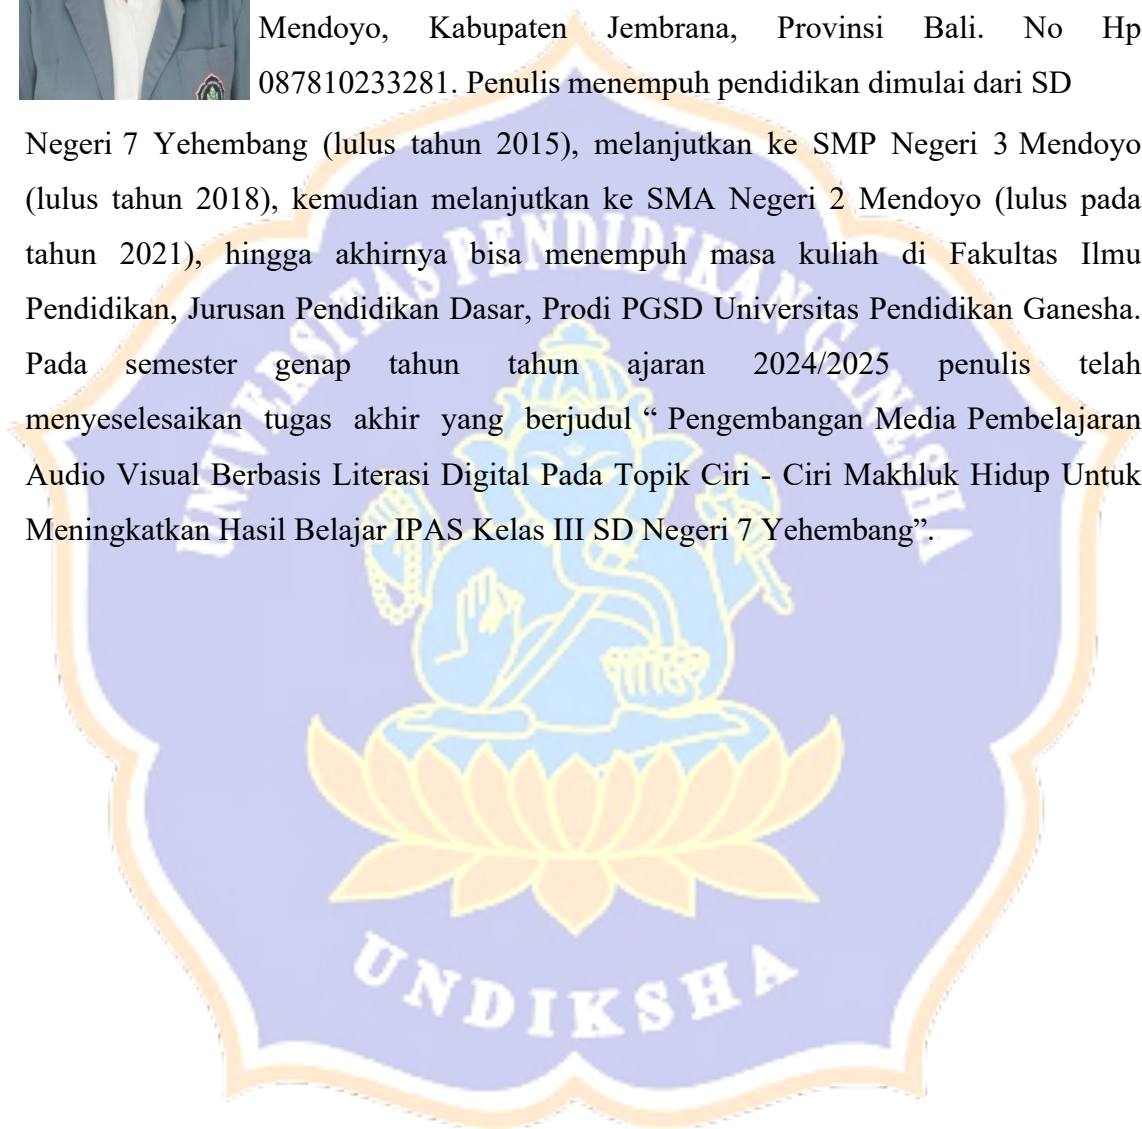 Mendoyo, Kabupaten Jembrana, Provinsi Bali. No Hp
087810233281. Penulis menempuh pendidikan dimulai dari SD
Negeri 7 Yehembang (lulus tahun 2015), melanjutkan ke SMP Negeri 3 Mendoyo
(lulus tahun 2018), kemudian melanjutkan ke SMA Negeri 2 Mendoyo (lulus pada
tahun 2021), hingga akhirnya bisa menempuh masa kuliah di Fakultas Ilmu
Pendidikan, Jurusan Pendidikan Dasar, Prodi PGSD Universitas Pendidikan Ganesha.
Pada semester genap tahun tahun ajaran 2024/2025 penulis telah
menyeselesaikan tugas akhir yang berjudul “ Pengembangan Media Pembelajaran
Audio Visual Berbasis Literasi Digital Pada Topik Ciri - Ciri Makhluk Hidup Untuk
Meningkatkan Hasil Belajar IPAS Kelas III SD Negeri 7 Yehembang”.
UNIVERSITAS PENDIDIKAN GANESHA
UNDIKSHA